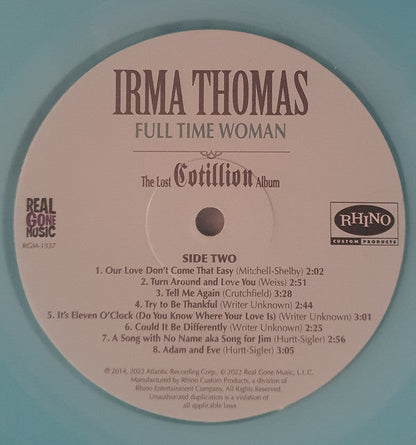 IRMA THOMAS
FULL TIME WOMAN
The Lost Cotillion Album
REAL
GONE
MUSIC
RGM-1537
RHINO
CUSTOM PRODUCTS
SIDE TWO
1. Our Love Don't Come That Easy (Mitchell-Shelby) 2:02
2. Turn Around and Love You (Weiss) 2:51
3. Tell Me Again (Crutchfield) 3:28
4. Try to Be Thankful (Writer Unknown) 2:44
5. It's Eleven O'Clock (Do You Know Where Your Love Is) (Writer Unknown) 3:01
6. Could It Be Differently (Writer Unknown) 2:25
7. A Song with No Name aka Song for Jim (Hurtt-Sigler) 2:56
8. Adam and Eve (Hurtt-Sigler) 3:05
℗ 2014, 2022 Atlantic Recording Corp. © 2022 Real Gone Music, L.L.C.
Manufactured by Rhino Custom Products, a division of
Rhino Entertainment Company. All Rights Reserved.
Unauthorized duplication is a violation of
all applicable laws.